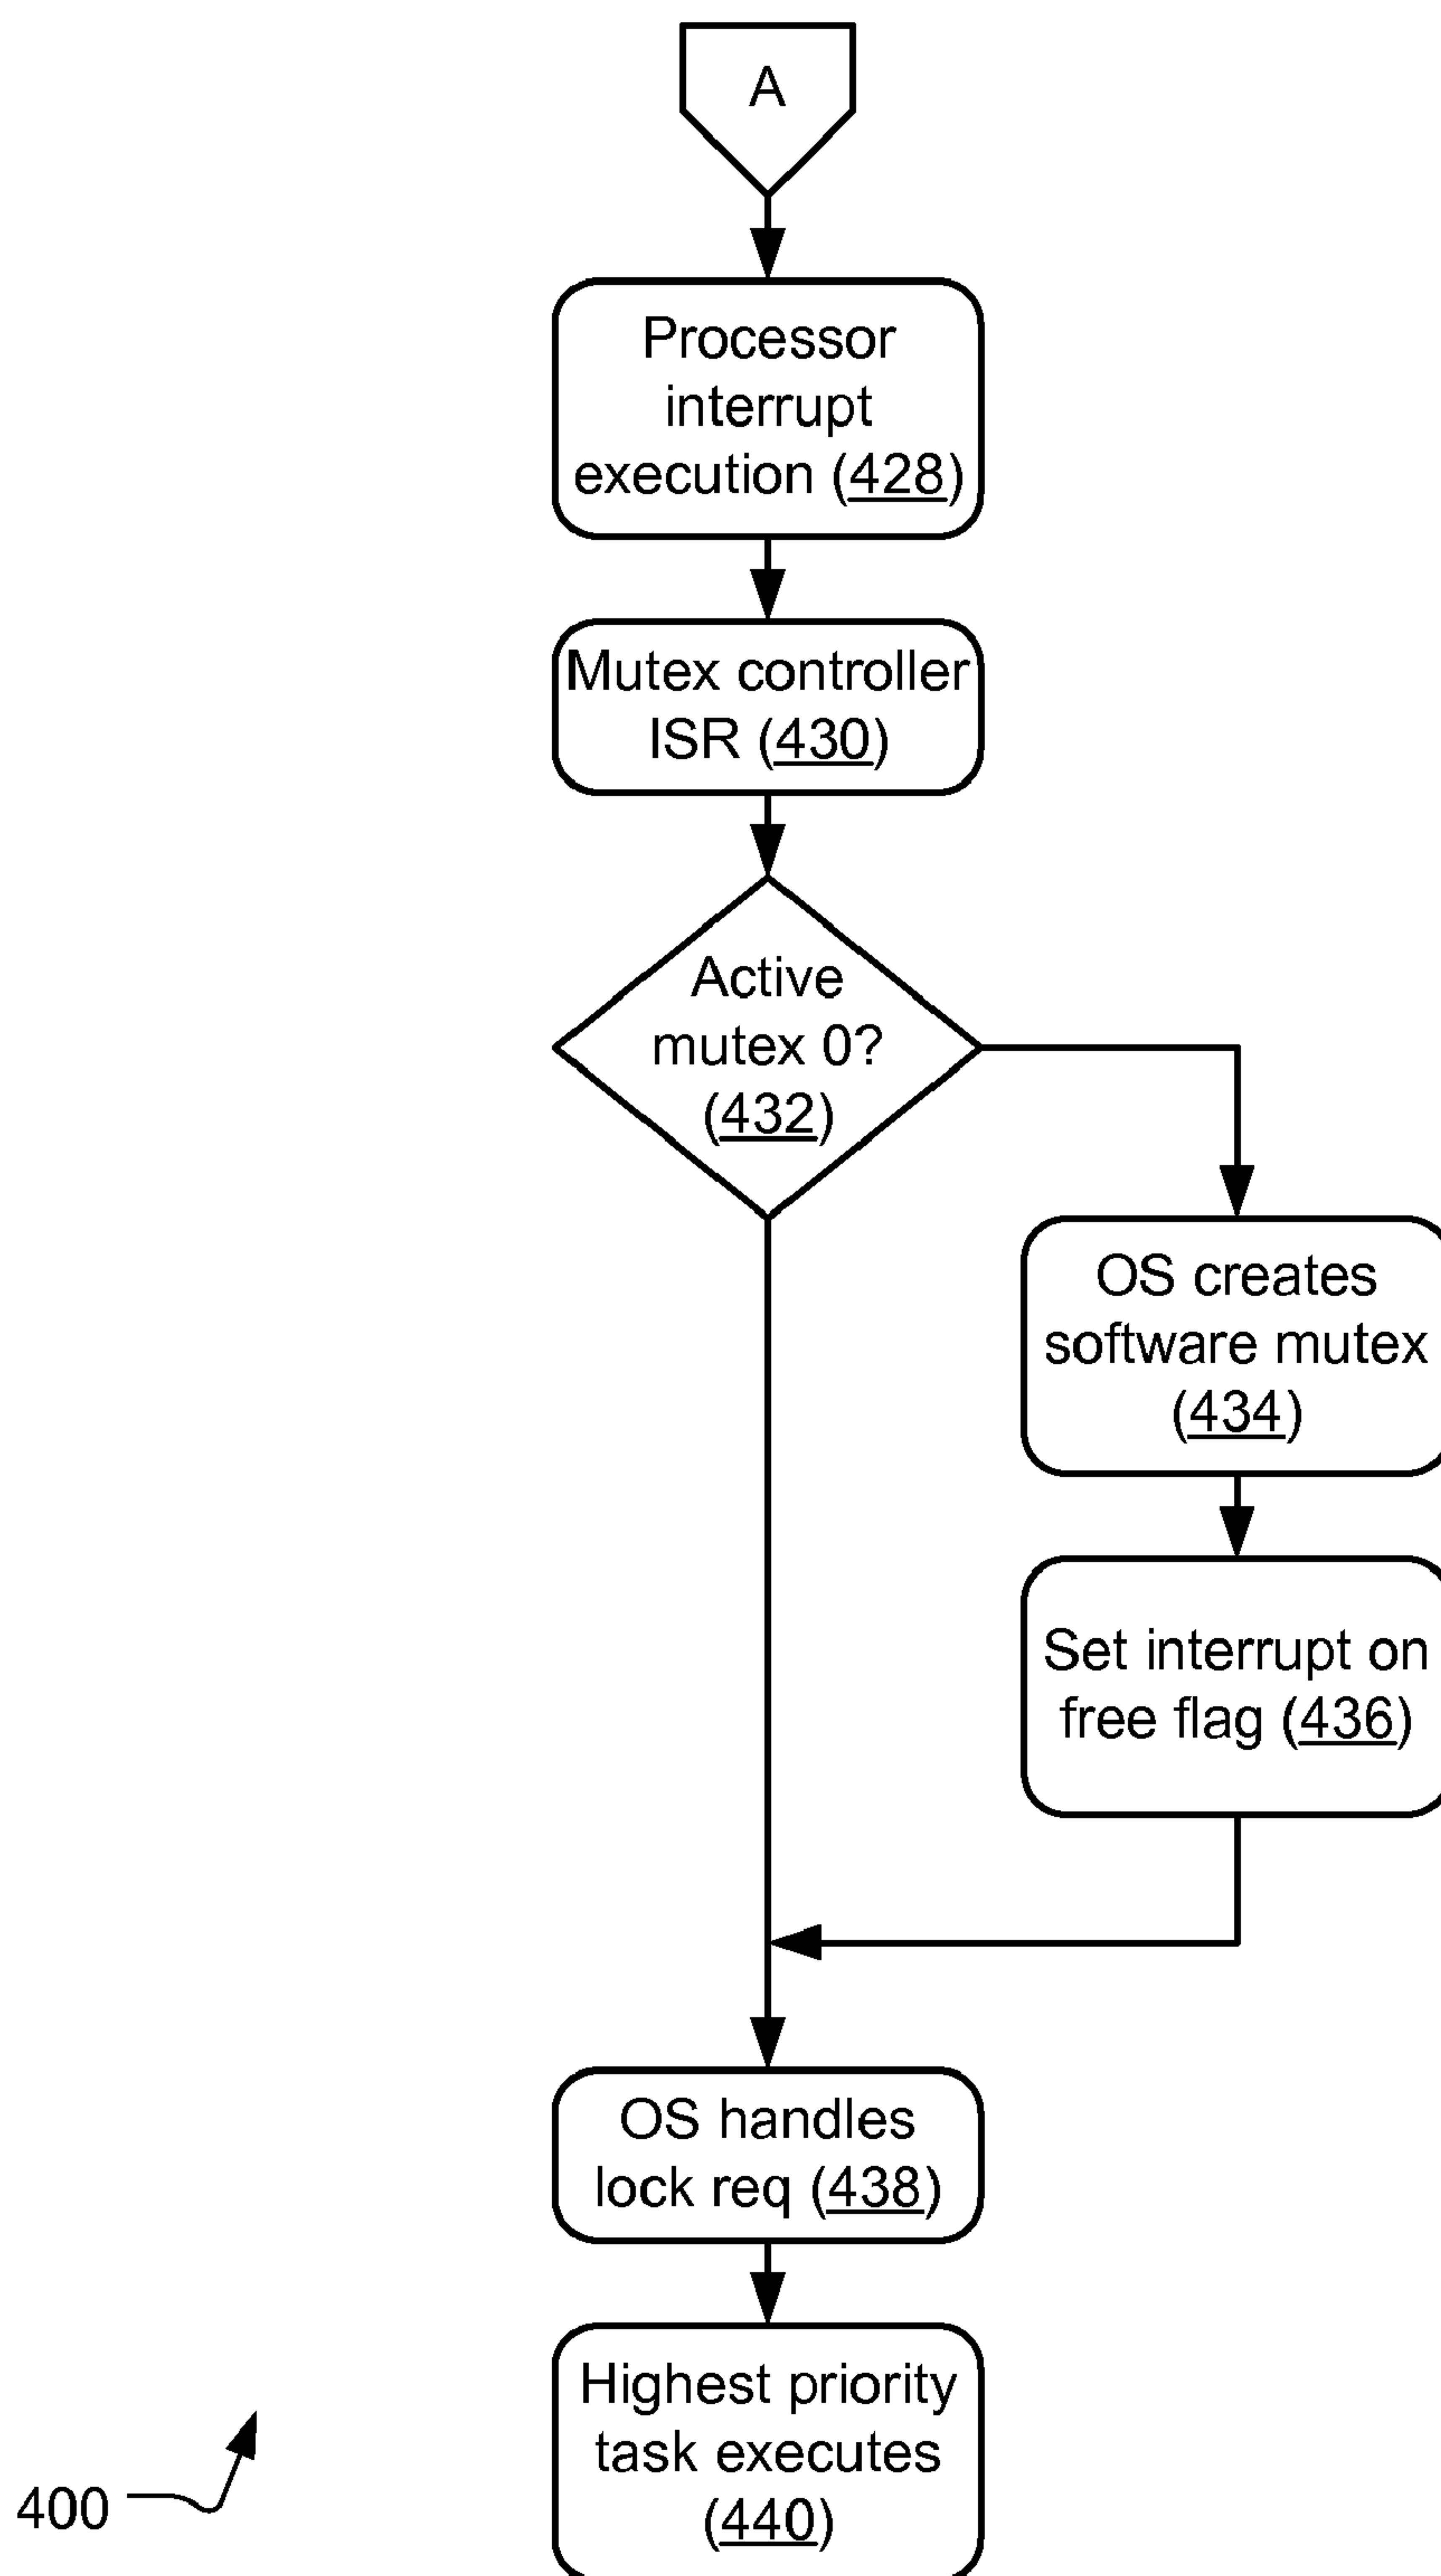 A
Processor
interrupt
execution (428)
Mutex controller
ISR (430)
Active
mutex 0?
(432)
OS creates
software mutex
(434)
Set interrupt on
free flag (436)
OS handles
lock req (438)
Highest priority
task executes
(440)
400